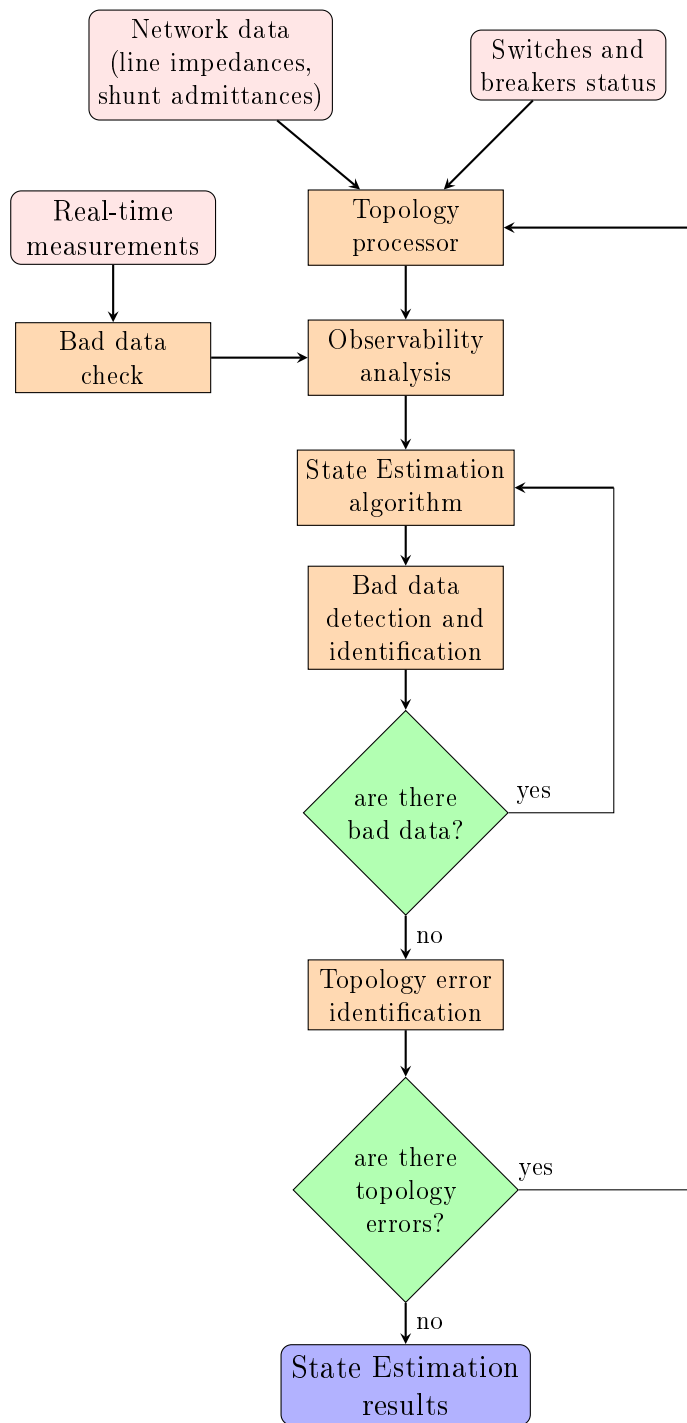 Network data
(line impedances,
shunt admittances)
Switches and
breakers status
Real-time
measurements
Topology
processor
Bad data
check
Observability
analysis
State Estimation
algorithm
Bad data
detection and
identification
are there
bad data?
yes
no
Topology error
identification
are there
topology
errors?
yes
no
State Estimation
results